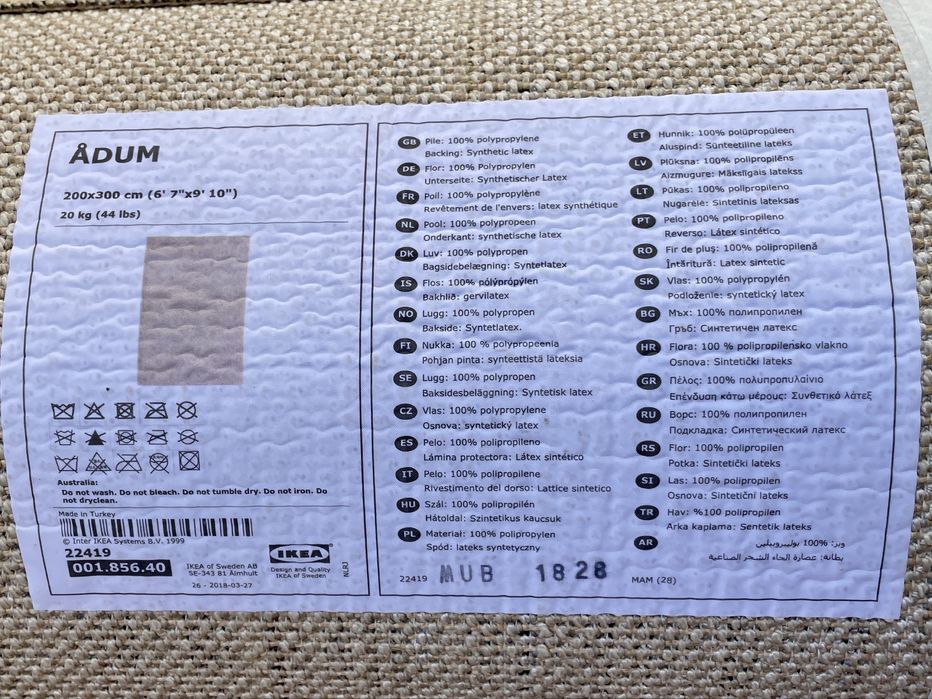 ÅDUM
200x300 cm (6' 7"x9' 10")
20 kg (44 lbs)
Australia:
Do not wash. Do not bleach. Do not tumble dry. Do not iron. Do
not dryclean.
Made in Turkey
© Inter IKEA Systems B.V. 1999
22419
001.856.40
IKEA of Sweden AB
SE-343 81 Älmhult
26 - 2018-03-27
IKEA
Design and Quality
IKEA of Sweden
NLRJ
GB Pile: 100% polypropylene
Backing: Synthetic latex
DE Flor: 100% Polypropylen
Unterseite: Synthetischer Latex
FR Poil: 100% polypropylène
Revêtement de l'envers: latex synthétique
NL Pool: 100% polypropeen
Onderkant: synthetische latex
DK Luv: 100% polypropen
Bagsidebelægning: Syntetlatex
IS Flos: 100% pólýprópýlen
Bakhlið: gervilatex
NO Lugg: 100% polypropen
Bakside: Syntetlatex.
FI Nukka: 100 % polypropeenia
Pohjan pinta: synteettistä lateksia
SE Lugg: 100% polypropen
Baksidesbeläggning: Syntetisk latex
CZ Vlas: 100% polypropylene
Osnova: syntetický latex
ES Pelo: 100% polipropileno
Lámina protectora: Látex sintético
IT Pelo: 100% polipropilene
Rivestimento del dorso: Lattice sintetico
HU Szál: 100% polipropilén
Hátoldal: Szintetikus kaucsuk
PL Materiał: 100% polipropylen
Spód: lateks syntetyczny
22419 MUB 1828 MAM (28)
ET Hunnik: 100% polüpropüleen
Aluspind: Sünteetiline lateks
LV Plūksna: 100% polipropilēns
Aizmugure: Mākslīgais latekss
LT Pūkas: 100% polipropileno
Nugarėlė: Sintetinis lateksas
PT Pelo: 100% polipropileno
Reverso: Látex sintético
RO Fir de pluş: 100% polipropilenă
Întăritură: Latex sintetic
SK Vlas: 100% polypropylén
Podloženie: syntetický latex
BG Мъх: 100% полипропилен
Гръб: Синтетичен латекс
HR Flora: 100 % polipropilensko vlakno
Osnova: Sintetički lateks
GR Πέλος: 100% πολυπροπυλαίνιο
Επένδυση κάτω μέρους: Συνθετικό λάτεξ
RU Ворс: 100% полипропилен
Подкладка: Синтетический латекс
RS Flor: 100% polipropilen
Potka: Sintetički lateks
SI Las: 100% polipropilen
Osnova: Sintetični lateks
TR Hav: %100 polipropilen
Arka kaplama: Sentetik lateks
AR وبر: 100% بوليبروبيلين
بطانة: عصارة لحاء الشجر الصناعية